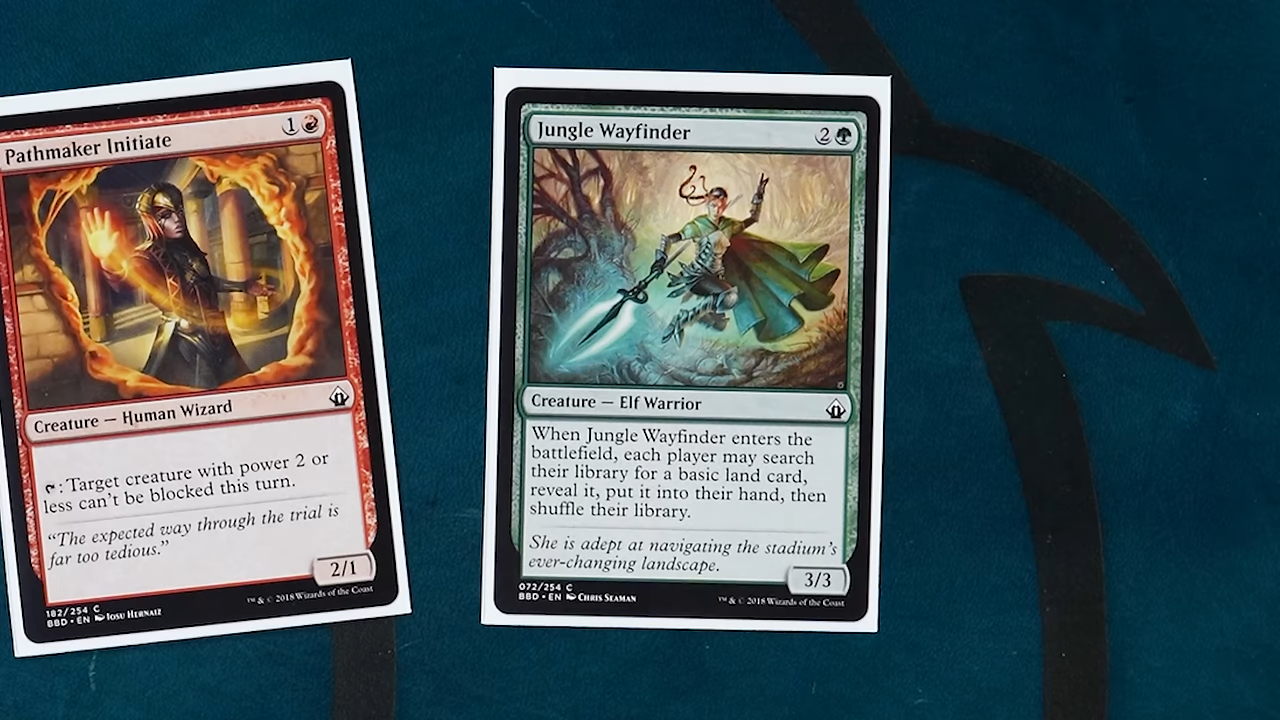 Pathmaker Initiate
1
Creature — Human Wizard
: Target creature with power 2 or
less can't be blocked this turn.
“The expected way through the trial is
far too tedious.”
2/1
182/254 C
BBD • EN Iosu Hernaiz
™ & © 2018 Wizards of the Coast
Jungle Wayfinder
2
Creature — Elf Warrior
When Jungle Wayfinder enters the
battlefield, each player may search
their library for a basic land card,
reveal it, put it into their hand, then
shuffle their library.
She is adept at navigating the stadium's
ever-changing landscape.
3/3
072/254 C
BBD • EN Chris Seaman
™ & © 2018 Wizards of the Coast